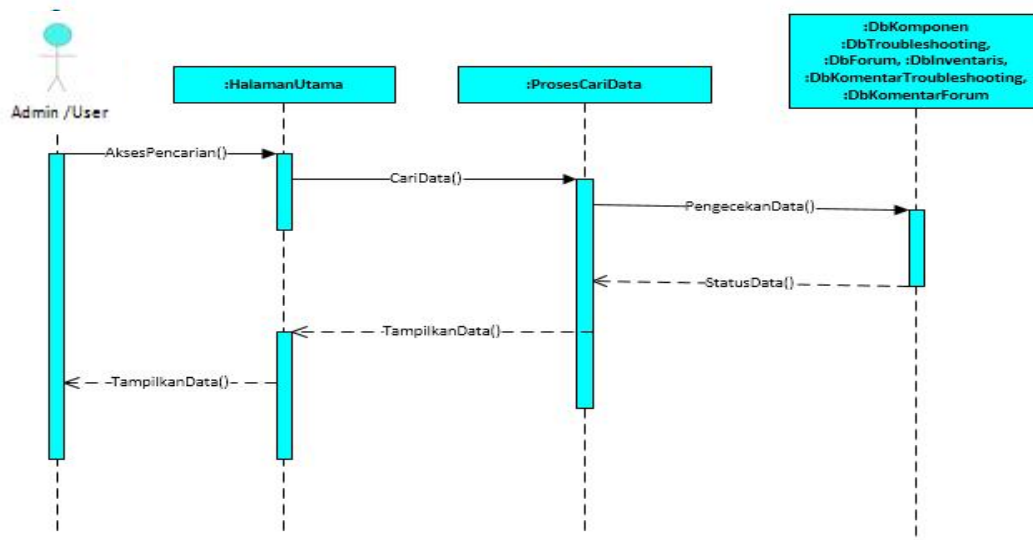 :DbKomponen
:DbTroubleshooting,
:DbForum, :DbInventaris,
:DbKomentarTroubleshooting,
:DbKomentarForum
:HalamanUtama
:ProsesCariData
Admin /User
AksesPencarian()
CariData()
PengecekanData()
StatusData()
TampilkanData()
TampilkanData()